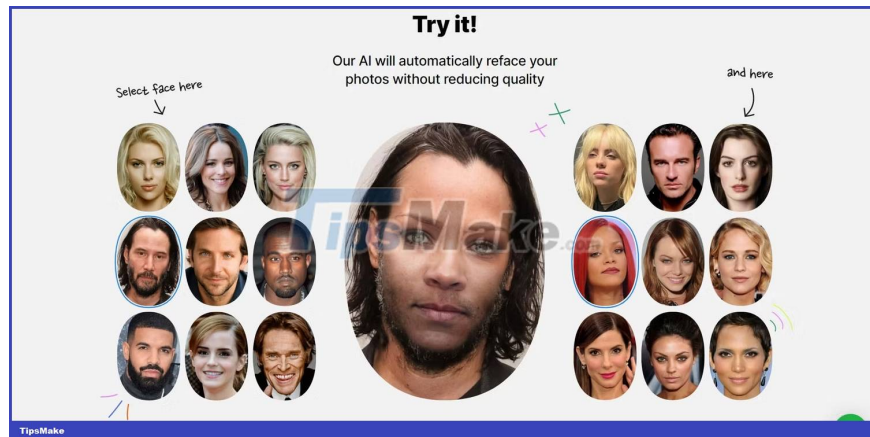 Try it!
Our AI will automatically reface your
photos without reducing quality
Select face here
and here
TipsMake.com
TipsMake